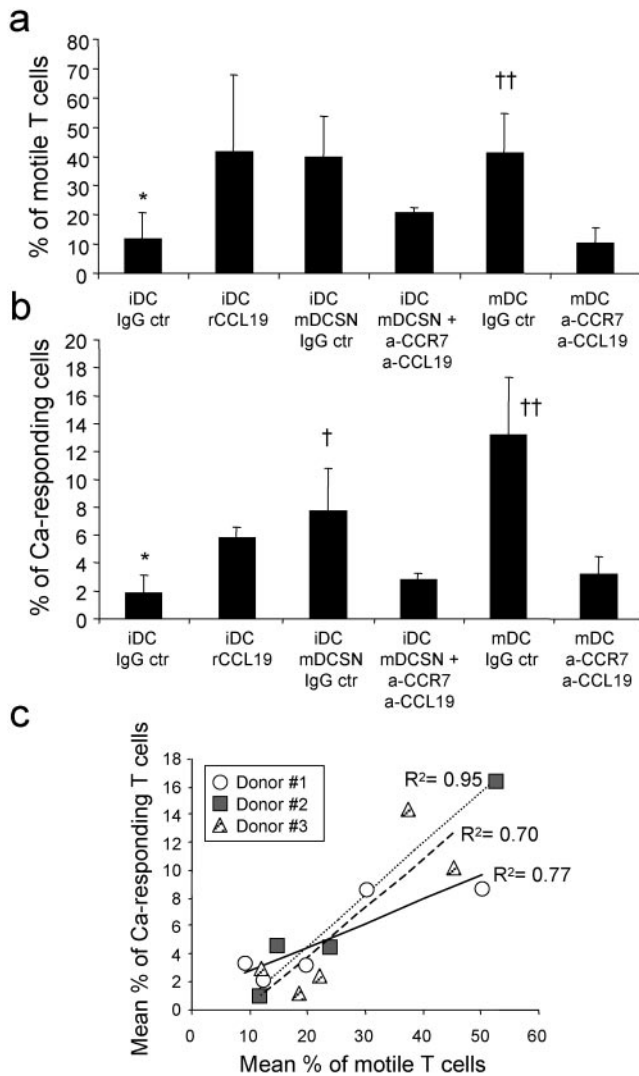 a
% of motile T cells
80
70
60
50
40
30
20
10
0
*
††
iDC IgG ctr
iDC rCCL19
iDC mDCSN IgG ctr
iDC mDCSN + a-CCR7 a-CCL19
mDC IgG ctr
mDC a-CCR7 a-CCL19
b
% of Ca-responding cells
20
18
16
14
12
10
8
6
4
2
0
*
†
††
iDC IgG ctr
iDC rCCL19
iDC mDCSN IgG ctr
iDC mDCSN + a-CCR7 a-CCL19
mDC IgG ctr
mDC a-CCR7 a-CCL19
c
Mean % of Ca-responding T cells
18
16
14
12
10
8
6
4
2
0
Donor #1
Donor #2
Donor #3
R²= 0.95
R²= 0.70
R²= 0.77
0 10 20 30 40 50 60
Mean % of motile T cells